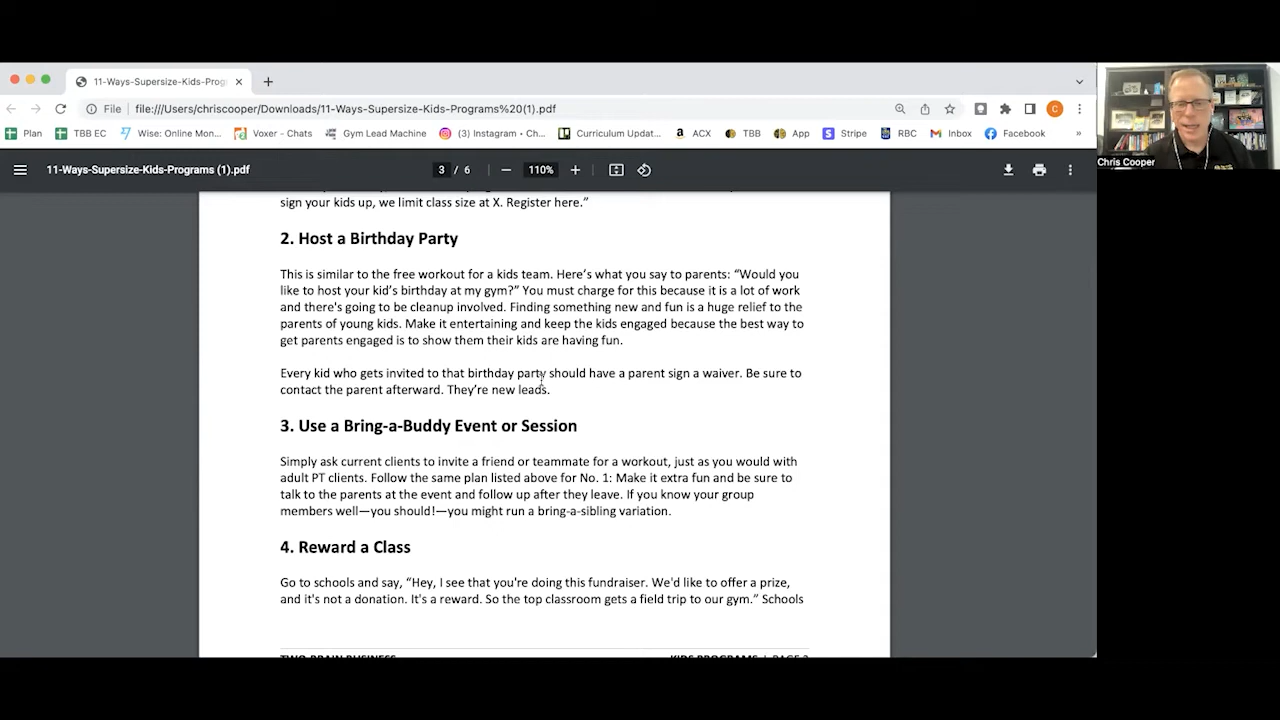 11-Ways-Supersize-Kids-Prog
File
file:///Users/chriscooper/Downloads/11-Ways-Supersize-Kids-Programs%20(1).pdf
C
Plan
TBB EC
Wise: Online Mon...
Voxer - Chats
Gym Lead Machine
(3) Instagram • Ch...
Curriculum Updat...
ACX
TBB
App
Stripe
RBC
Inbox
Facebook
»
11-Ways-Supersize-Kids-Programs (1).pdf
3 / 6
110%
Chris Cooper
sign your kids up, we limit class size at X. Register here.”
2. Host a Birthday Party
This is similar to the free workout for a kids team. Here’s what you say to parents: “Would you
like to host your kid’s birthday at my gym?” You must charge for this because it is a lot of work
and there's going to be cleanup involved. Finding something new and fun is a huge relief to the
parents of young kids. Make it entertaining and keep the kids engaged because the best way to
get parents engaged is to show them their kids are having fun.
Every kid who gets invited to that birthday party should have a parent sign a waiver. Be sure to
contact the parent afterward. They’re new leads.
3. Use a Bring-a-Buddy Event or Session
Simply ask current clients to invite a friend or teammate for a workout, just as you would with
adult PT clients. Follow the same plan listed above for No. 1: Make it extra fun and be sure to
talk to the parents at the event and follow up after they leave. If you know your group
members well—you should!—you might run a bring-a-sibling variation.
4. Reward a Class
Go to schools and say, “Hey, I see that you're doing this fundraiser. We'd like to offer a prize,
and it's not a donation. It's a reward. So the top classroom gets a field trip to our gym.” Schools
TWO-BRAIN BUSINESS
KIDS PROGRAMS | PAGE 2